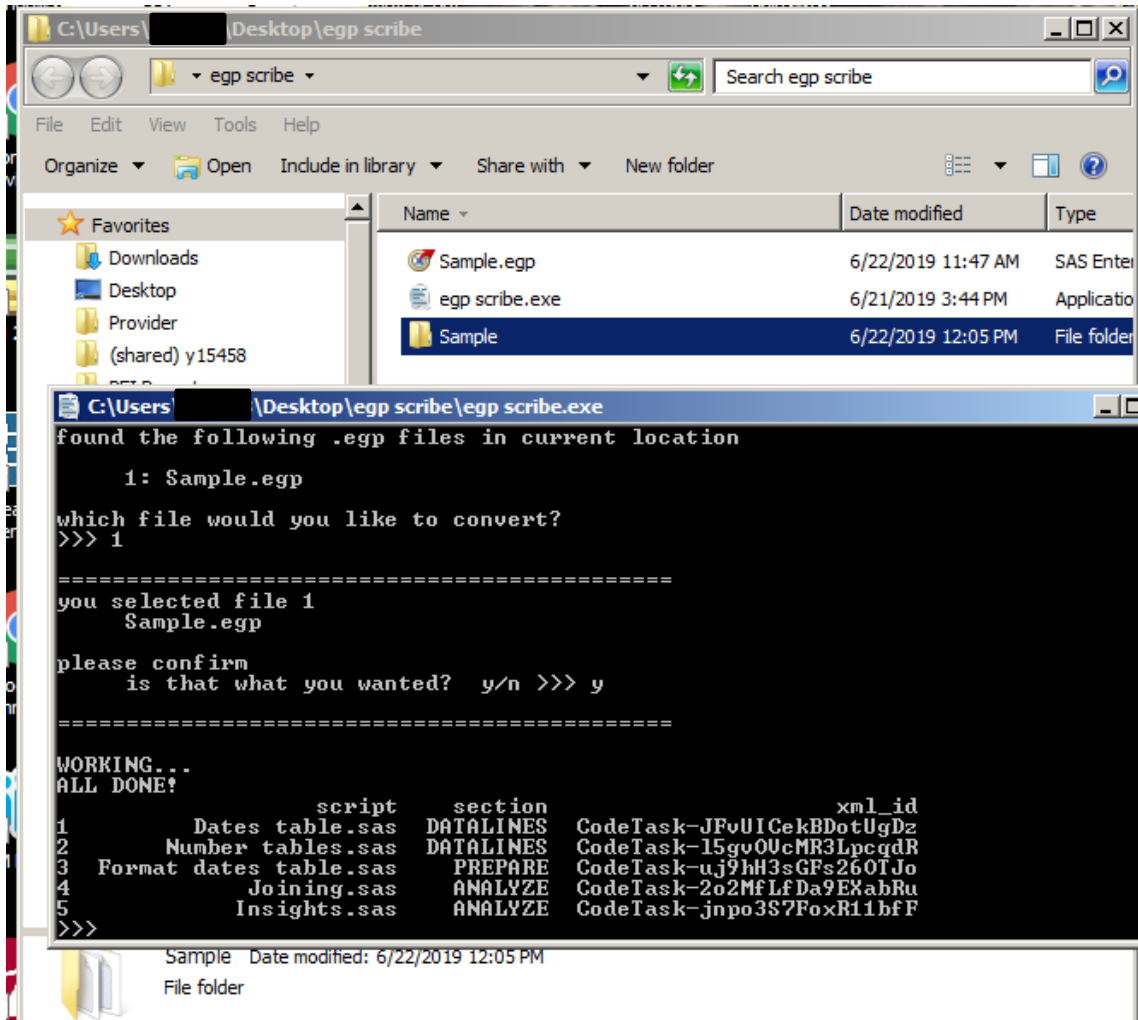 C:\Users\ \Desktop\egp scribe
egp scribe
Search egp scribe
File Edit View Tools Help
Organize Open Include in library Share with New folder
Name Date modified Type
Favorites
Downloads
Desktop
Provider
(shared) y15458
Sample.egp 6/22/2019 11:47 AM SAS Enter
egp scribe.exe 6/21/2019 3:44 PM Applicatio
Sample 6/22/2019 12:05 PM File folder
C:\Users\ \Desktop\egp scribe\egp scribe.exe
found the following .egp files in current location
1: Sample.egp
which file would you like to convert?
>>> 1
=============================================
you selected file 1
Sample.egp
please confirm
is that what you wanted? y/n >>> y
=============================================
WORKING...
ALL DONE!
script section xml_id
1 Dates table.sas DATALINES CodeTask-JFvUICekBDotUgDz
2 Number tables.sas DATALINES CodeTask-l5gvOVcMR3LpcqdR
3 Format dates table.sas PREPARE CodeTask-uj9hH3sGFs26OTJo
4 Joining.sas ANALYZE CodeTask-2o2MfLfDa9EXabRu
5 Insights.sas ANALYZE CodeTask-jnpo3S7FoxR11bfF
>>>
Sample Date modified: 6/22/2019 12:05 PM
File folder